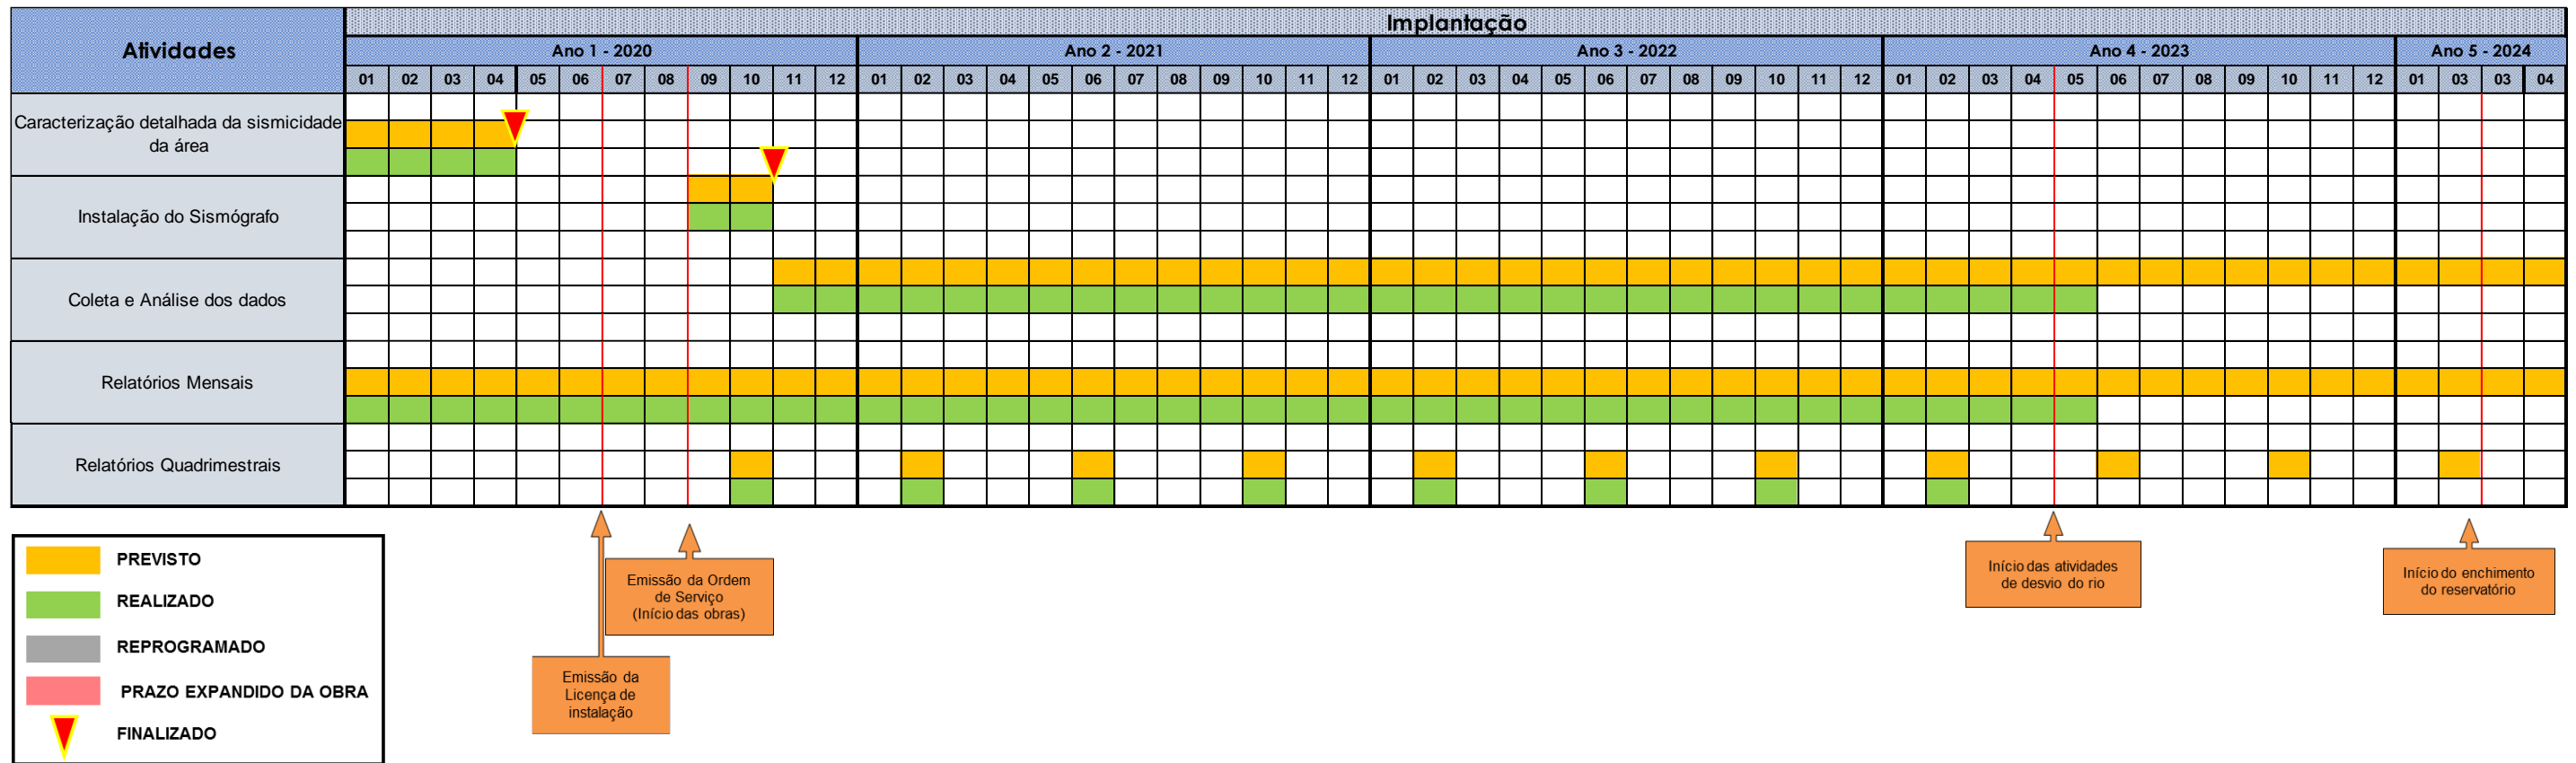 Implantação
Atividades
Ano 1 - 2020 Ano 2 - 2021 Ano 3 - 2022 Ano 4 - 2023 Ano 5 - 2024
01 02 03 04 05 06 07 08 09 10 11 12 01 02 03 04 05 06 07 08 09 10 11 12 01 02 03 04 05 06 07 08 09 10 11 12 01 02 03 04 05 06 07 08 09 10 11 12 01 03 03 04
Caracterização detalhada da sismicidade
da área
Instalação do Sismógrafo
Coleta e Análise dos dados
Relatórios Mensais
Relatórios Quadrimestrais
PREVISTO
REALIZADO
REPROGRAMADO
PRAZO EXPANDIDO DA OBRA
FINALIZADO
Emissão da
Licença de
instalação
Emissão da Ordem
de Serviço
(Início das obras)
Início das atividades
de desvio do rio
Início do enchimento
do reservatório